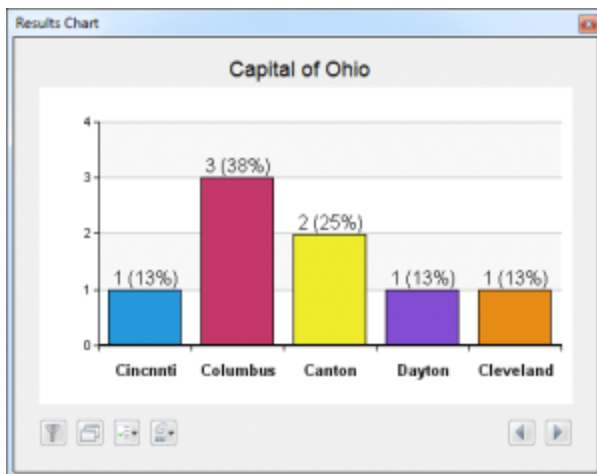 Results Chart
Capital of Ohio
4
3 (38%)
3
2 (25%)
2
1 (13%) 1 (13%) 1 (13%)
1
0
Cincnnti Columbus Canton Dayton Cleveland